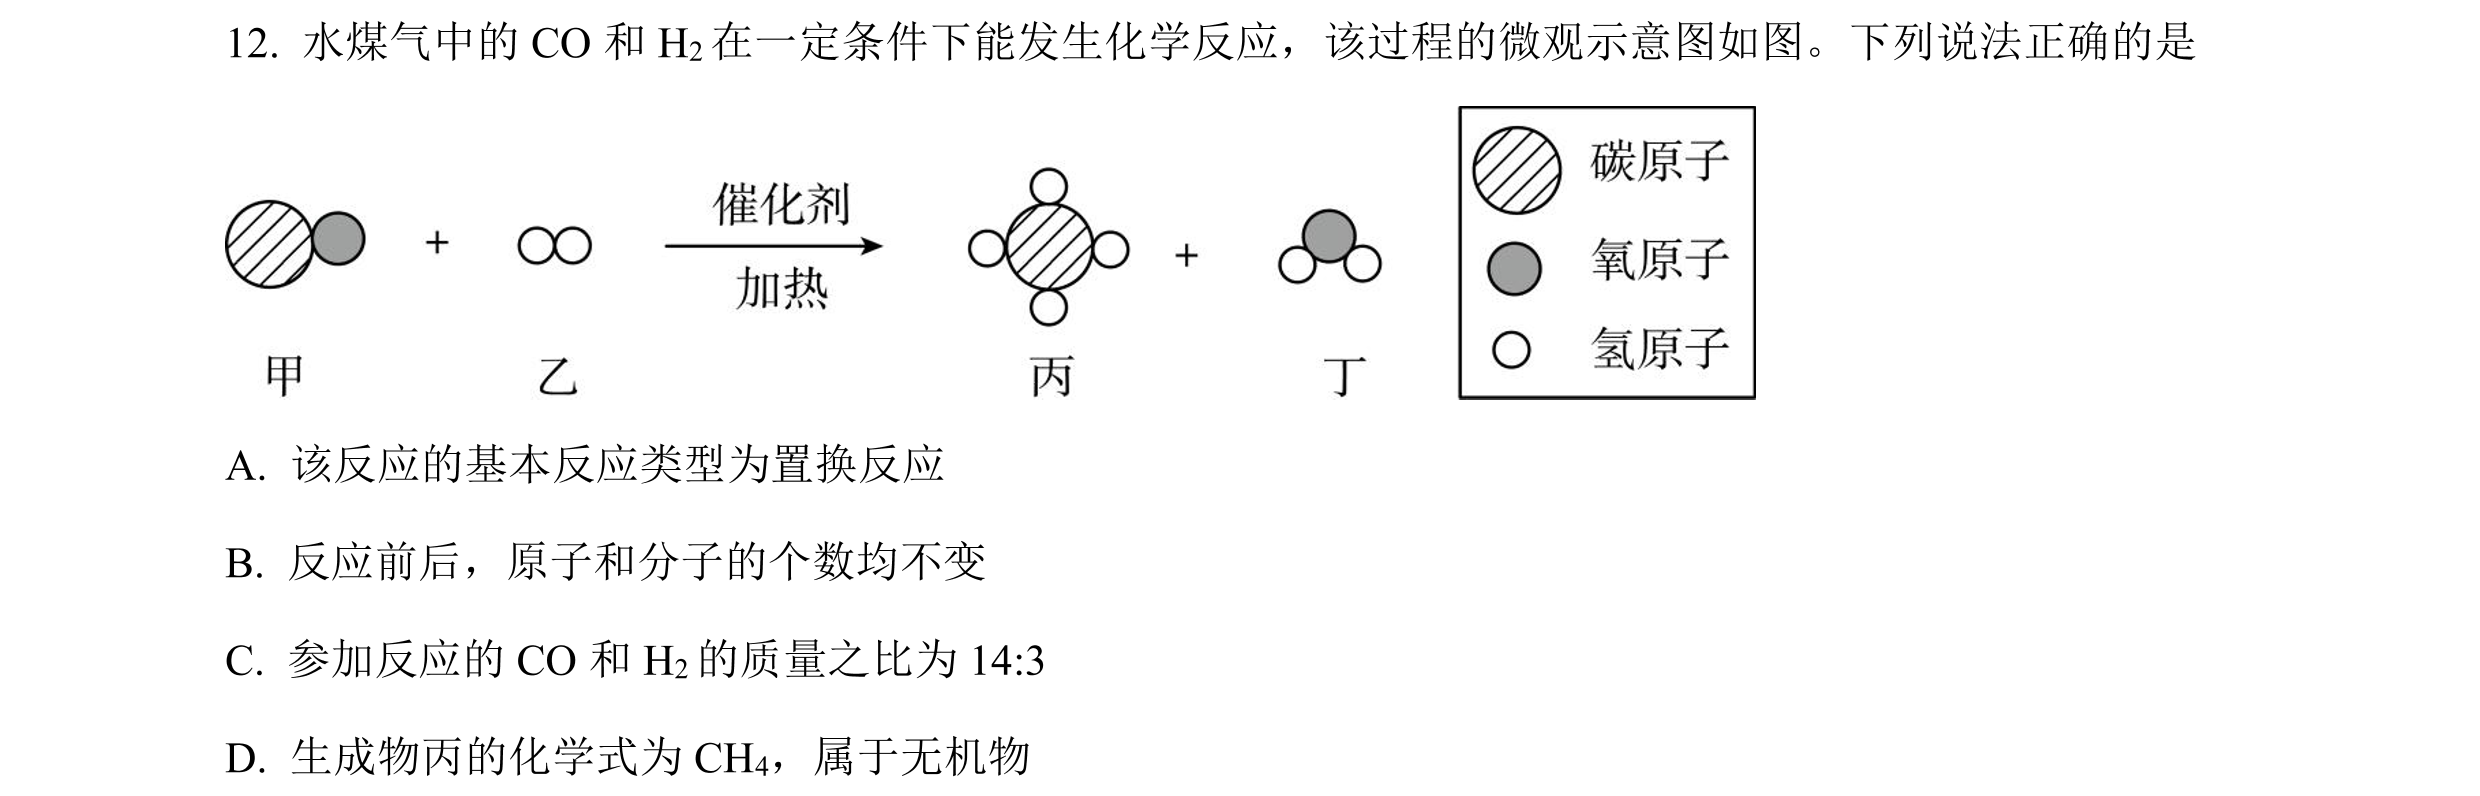 12. 水煤气中的 CO 和 H₂在一定条件下能发生化学反应，该过程的微观示意图如图。下列说法正确的是
+ 催化剂 加热 +
碳原子
氧原子
氢原子
甲 乙 丙 丁
A. 该反应的基本反应类型为置换反应
B. 反应前后，原子和分子的个数均不变
C. 参加反应的 CO 和 H₂的质量之比为 14:3
D. 生成物丙的化学式为 CH₄，属于无机物